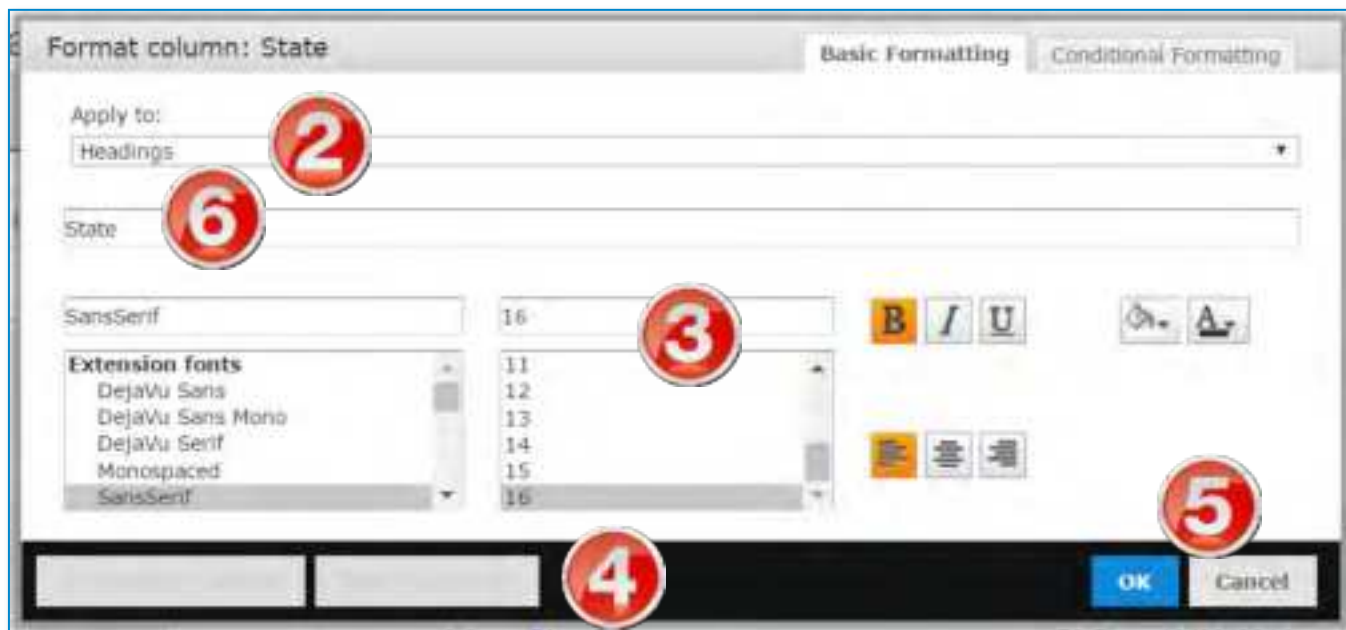 Format column: State
Basic Formatting
Conditional Formatting
Apply to:
2
Headings
6
State
SansSerif
16
3
B I U
A
Extension fonts
DejaVu Sans
DejaVu Sans Mono
DejaVu Serif
Monospaced
SansSerif
11
12
13
14
15
16
5
4
OK
Cancel